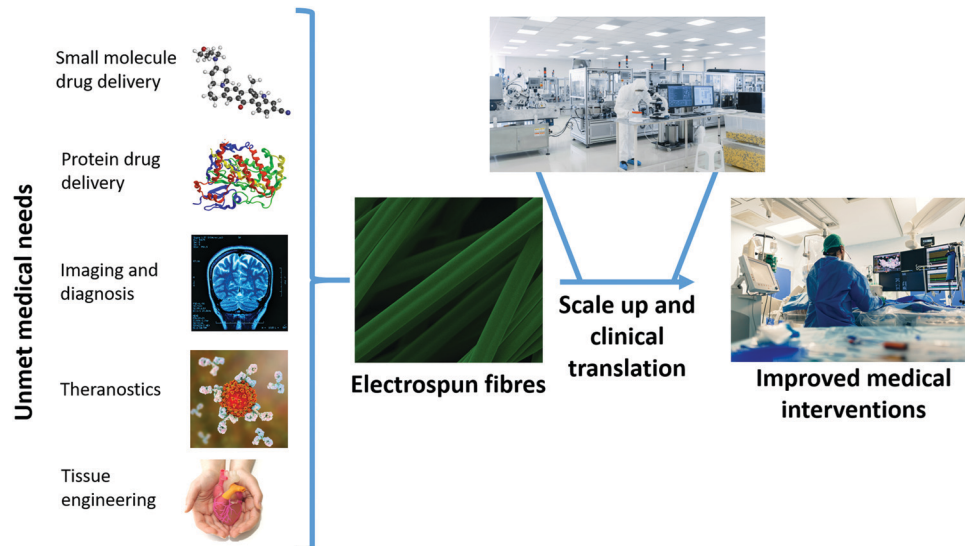 Unmet medical needs
Small molecule
drug delivery
Protein drug
delivery
Imaging and
diagnosis
Theranostics
Tissue
engineering
Electrospun fibres
Scale up and
clinical
translation
Improved medical
interventions